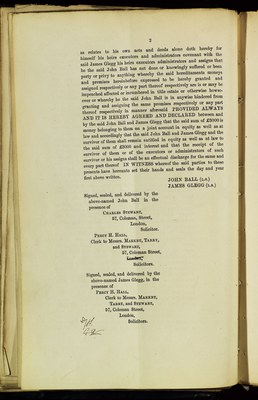 3
as relates to his own acts and deeds alone doth hereby for
himself his heirs executors and administrators covenant with the
said James Glegg his heirs executors administrators and assigns that
he the said John Ball has not done or knowingly suffered or been
party or privy to anything whereby the said hereditaments moneys
and premises hereinbefore expressed to be hereby granted and
assigned respectively or any part thereof respectively are is or may be
impeached affected or incumbered in title estate or otherwise howso-
ever or whereby he the said John Ball is in anywise hindered from
granting and assigning the same premises respectively or any part
thereof respectively in manner aforesaid PROVIDED ALWAYS
AND IT IS HEREBY AGREED AND DECLARED between and
by the said John Ball and James Glegg that the said sum of £2000 is
money belonging to them on a joint account in equity as well as at
law and accordingly that the said John Ball and James Glegg and the
survivor of them shall remain entitled in equity as well as at law to
the said sum of £2000 and interest and that the receipt of the
survivor of them or of the executors or administrators of such
survivor or his assigns shall be an effectual discharge for the same and
every part thereof IN WITNESS whereof the said parties to these
presents have hereunto set their hands and seals the day and year
first above written.
JOHN BALL (L.S.)
JAMES GLEGG (L.S.)
Signed, sealed, and delivered by the
above-named John Ball in the
presence of
CHARLES STEWART,
57, Coleman Street,
London,
Solicitor.
PERCY H. HALL,
Clerk to Messrs. MARKBY, TARRY,
and STEWART,
57, Coleman Street,
London,
Solicitors.
Signed, sealed, and delivered by the
above-named James Glegg, in the
presence of
PERCY H. HALL,
Clerk to Messrs. MARKBY,
TARRY, and STEWART,
57, Coleman Street,
London,
Solicitors.